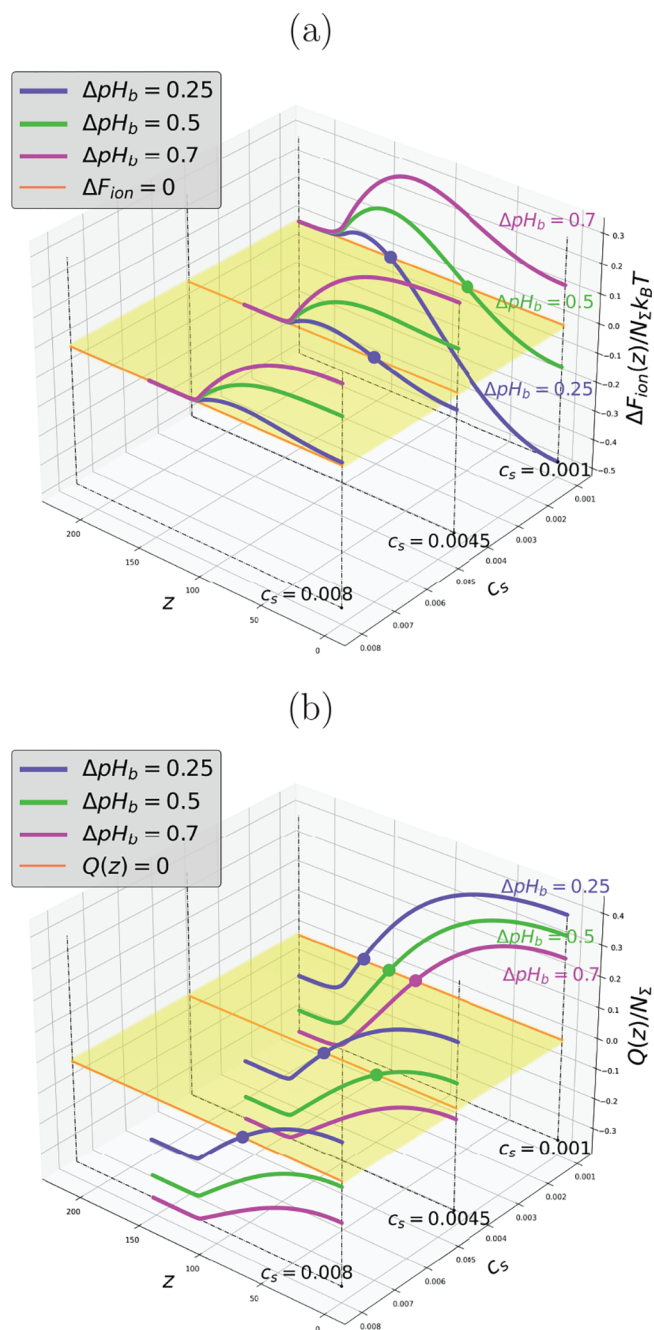 (a)
ΔpH_b = 0.25
ΔpH_b = 0.5
ΔpH_b = 0.7
ΔF_ion = 0
ΔpH_b = 0.7
ΔpH_b = 0.5
ΔpH_b = 0.25
0.3
0.2
0.1
0.0
−0.1
−0.2
−0.3
−0.4
−0.5
ΔF_ion(z)/N_Σk_BT
c_s = 0.001
c_s = 0.0045
c_s = 0.008
200
150
100
50
0
z
0.001
0.002
0.003
0.004
0.005
0.006
0.007
0.008
c_s
(b)
ΔpH_b = 0.25
ΔpH_b = 0.5
ΔpH_b = 0.7
Q(z) = 0
ΔpH_b = 0.25
ΔpH_b = 0.5
ΔpH_b = 0.7
0.4
0.3
0.2
0.1
0.0
−0.1
−0.2
−0.3
Q(z)/N_Σ
c_s = 0.001
c_s = 0.0045
c_s = 0.008
200
150
100
50
0
z
0.001
0.002
0.003
0.004
0.005
0.006
0.007
0.008
c_s